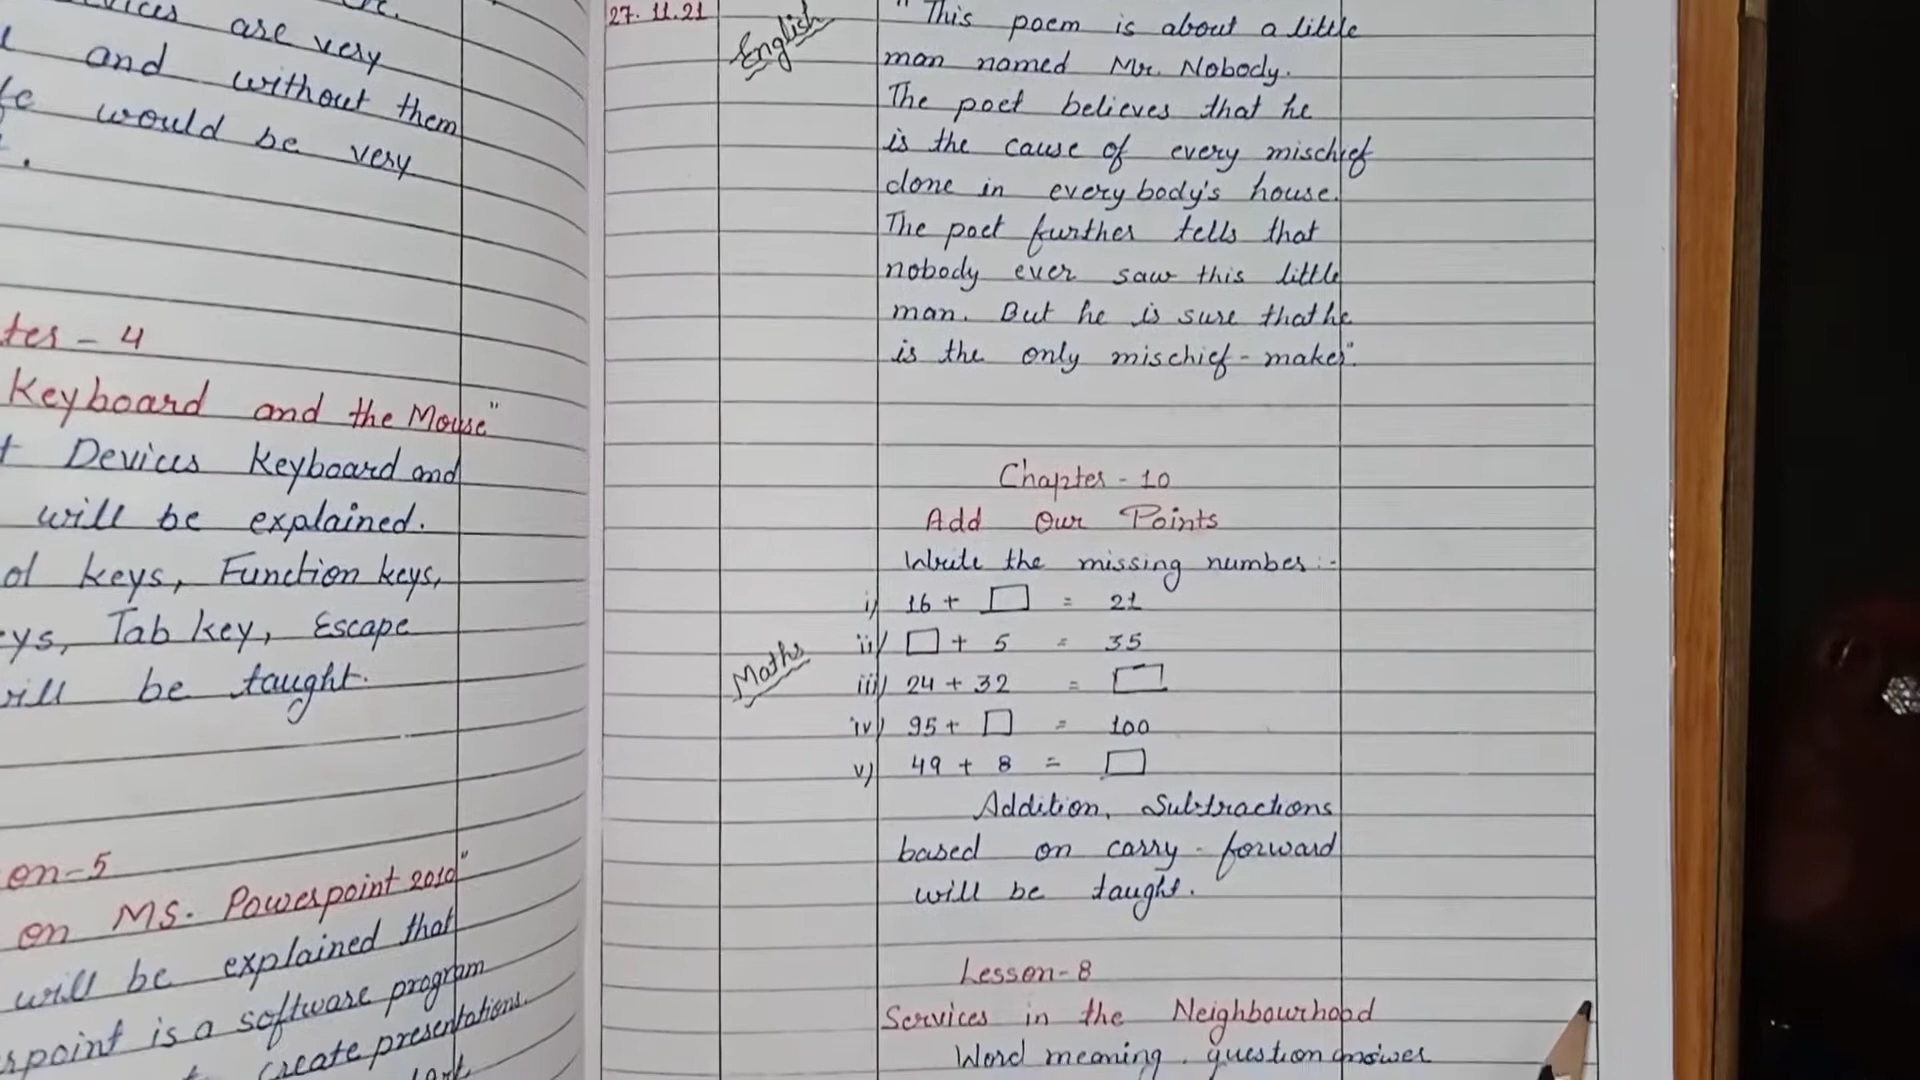 are very
and without them
would be very
- 4
Keyboard and the Mouse"
Devices Keyboard and
will be explained.
keys, Function keys,
Tab key, Escape
will be taught.
-5
on MS. Powerpoint 2010"
will be explained that
is a software program
create presentations.
27.11.21
English
"This poem is about a little
man named Mr. Nobody.
The poet believes that he
is the cause of every mischief
done in everybody's house.
The poet further tells that
nobody ever saw this little
man. But he is sure that he
is the only mischief-maker".
Chapter - 10
Add Our Points
Write the missing number:-
i) 16 + □ = 21
ii) □ + 5 = 35
Maths
iii) 24 + 32 = □
iv) 95 + □ = 100
v) 49 + 8 = □
Addition, Subtractions
based on carry-forward
will be taught.
Lesson-8
Services in the Neighbourhood
Word meaning, question answer